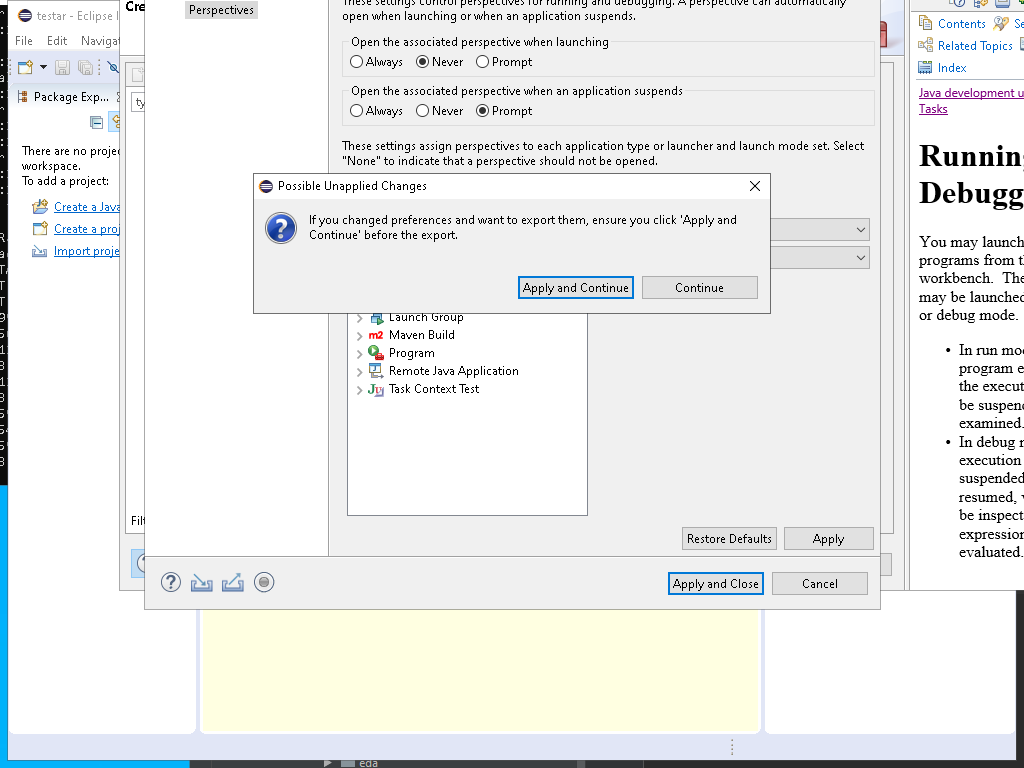 testar - Eclipse
File Edit Navigat
Package Exp...
There are no proje
workspace.
To add a project:
Create a Java
Create a proj
Import proje
Cre
ty
Filt
Perspectives
These settings control perspectives for running and debugging. A perspective can automatically
open when launching or when an application suspends.
Open the associated perspective when launching
Always Never Prompt
Open the associated perspective when an application suspends
Always Never Prompt
These settings assign perspectives to each application type or launcher and launch mode set. Select
"None" to indicate that a perspective should not be opened.
Possible Unapplied Changes
If you changed preferences and want to export them, ensure you click 'Apply and
Continue' before the export.
Apply and Continue Continue
Launch Group
m2 Maven Build
Program
Remote Java Application
Ju Task Context Test
Restore Defaults Apply
Apply and Close Cancel
Contents Se
Related Topics
Index
Java development u
Tasks
Running
Debugg
You may launch
programs from th
workbench. The
may be launched
or debug mode.
• In run mod
program e
the execut
be suspend
examined.
• In debug m
execution
suspended
resumed, v
be inspect
expression
evaluated.
eda